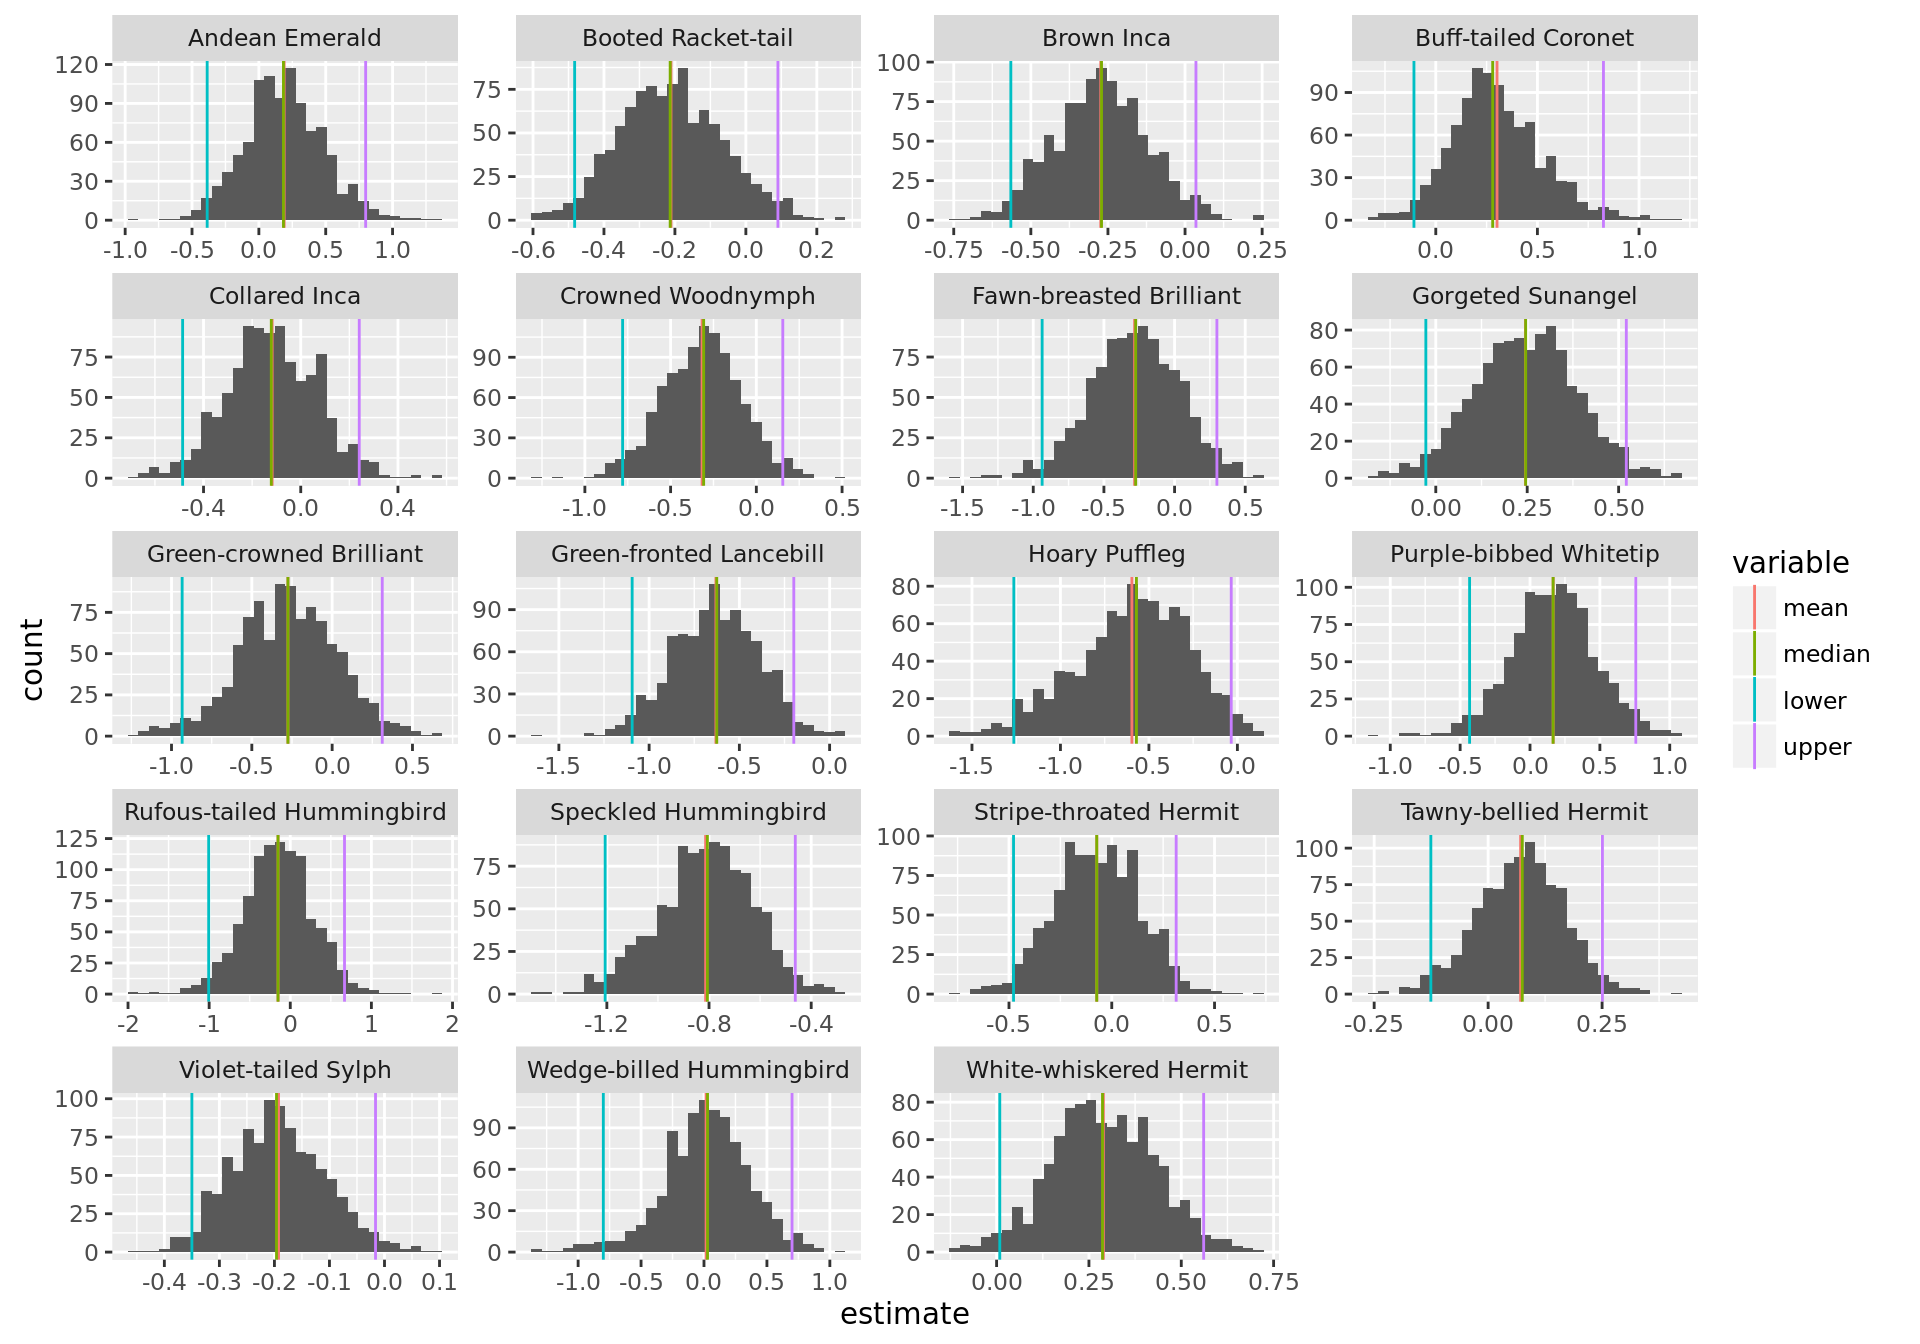 Andean Emerald Booted Racket-tail Brown Inca Buff-tailed Coronet
120 90 60 30 0 75 50 25 0 100 75 50 25 0 90 60 30 0
-1.0 -0.5 0.0 0.5 1.0 -0.6 -0.4 -0.2 0.0 0.2 -0.75 -0.50 -0.25 0.00 0.25 0.0 0.5 1.0
Collared Inca Crowned Woodnymph Fawn-breasted Brilliant Gorgeted Sunangel
75 50 25 0 90 60 30 0 75 50 25 0 80 60 40 20 0
-0.4 0.0 0.4 -1.0 -0.5 0.0 0.5 -1.5 -1.0 -0.5 0.0 0.5 0.00 0.25 0.50
Green-crowned Brilliant Green-fronted Lancebill Hoary Puffleg Purple-bibbed Whitetip
75 50 25 0 90 60 30 0 80 60 40 20 0 100 75 50 25 0
-1.0 -0.5 0.0 0.5 -1.5 -1.0 -0.5 0.0 -1.5 -1.0 -0.5 0.0 -1.0 -0.5 0.0 0.5 1.0
Rufous-tailed Hummingbird Speckled Hummingbird Stripe-throated Hermit Tawny-bellied Hermit
125 100 75 50 25 0 75 50 25 0 100 75 50 25 0 100 75 50 25 0
-2 -1 0 1 2 -1.2 -0.8 -0.4 -0.5 0.0 0.5 -0.25 0.00 0.25
Violet-tailed Sylph Wedge-billed Hummingbird White-whiskered Hermit
100 75 50 25 0 90 60 30 0 80 60 40 20 0
-0.4 -0.3 -0.2 -0.1 0.0 0.1 -1.0 -0.5 0.0 0.5 1.0 0.00 0.25 0.50 0.75
estimate
count
variable
mean
median
lower
upper